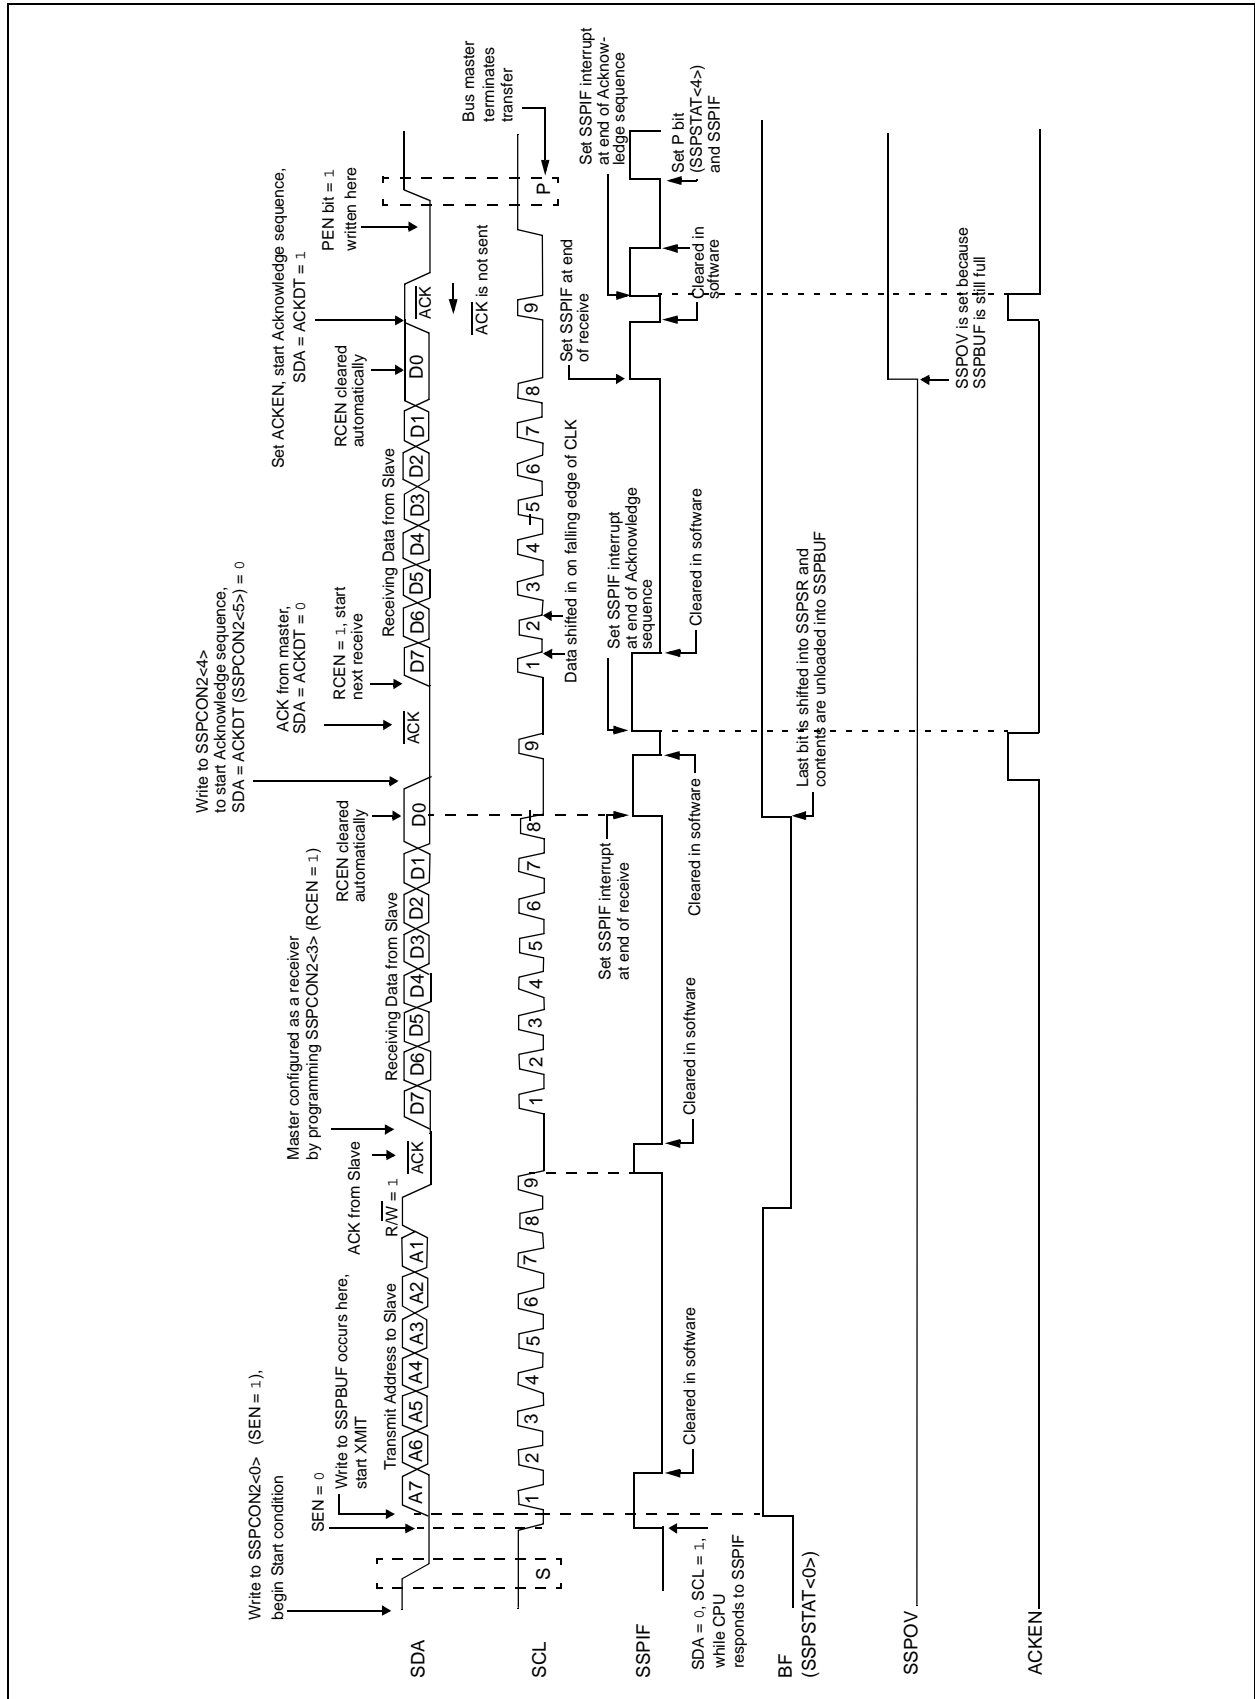 Write to SSPCON2<0> (SEN = 1),
begin Start condition
SEN = 0
Write to SSPBUF occurs here,
start XMIT
Master configured as a receiver
by programming SSPCON2<3> (RCEN = 1)
ACK from Slave
RCEN cleared
automatically
Write to SSPCON2<4>
to start Acknowledge sequence,
SDA = ACKDT (SSPCON2<5>) = 0
ACK from master,
SDA = ACKDT = 0
RCEN = 1, start
next receive
RCEN cleared
automatically
Set ACKEN, start Acknowledge sequence,
SDA = ACKDT = 1
PEN bit = 1
written here
Transmit Address to Slave
R/W = 1
Receiving Data from Slave
Receiving Data from Slave
SDA
A7 A6 A5 A4 A3 A2 A1 ACK D7 D6 D5 D4 D3 D2 D1 D0 ACK D7 D6 D5 D4 D3 D2 D1 D0 ACK
ACK is not sent
Bus master
terminates
transfer
SCL
S 1 2 3 4 5 6 7 8 9 1 2 3 4 5 6 7 8 9 1 2 3 4 5 6 7 8 9 P
Data shifted in on falling edge of CLK
Set SSPIF interrupt
at end of receive
Set SSPIF interrupt
at end of Acknowledge
sequence
Set SSPIF at end
of receive
Set SSPIF interrupt
at end of Acknow-
ledge sequence
SSPIF
SDA = 0, SCL = 1,
while CPU
responds to SSPIF
Cleared in software
Cleared in software
Cleared in software
Cleared in software
Cleared in
software
Set P bit
(SSPSTAT<4>)
and SSPIF
BF
(SSPSTAT<0>)
Last bit is shifted into SSPSR and
contents are unloaded into SSPBUF
SSPOV
SSPOV is set because
SSPBUF is still full
ACKEN